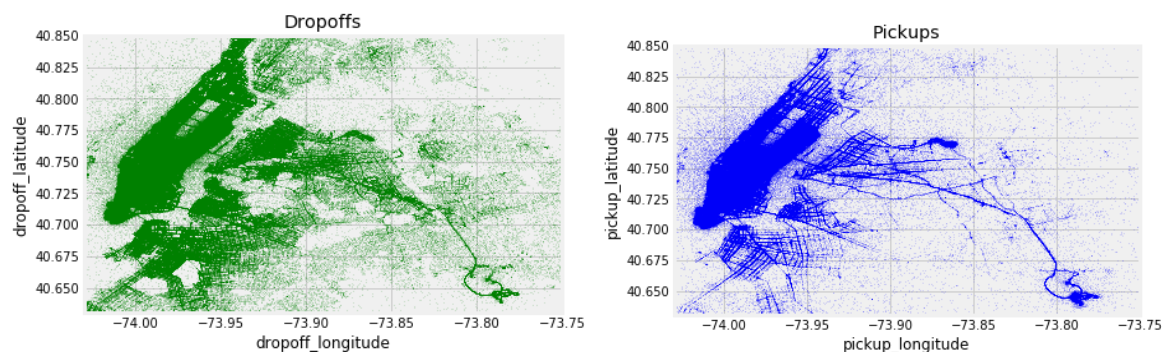 Dropoffs
40.850
40.825
40.800
40.775
40.750
40.725
40.700
40.675
40.650
dropoff_latitude
−74.00 −73.95 −73.90 −73.85 −73.80 −73.75
dropoff_longitude
Pickups
40.850
40.825
40.800
40.775
40.750
40.725
40.700
40.675
40.650
pickup_latitude
−74.00 −73.95 −73.90 −73.85 −73.80 −73.75
pickup_longitude